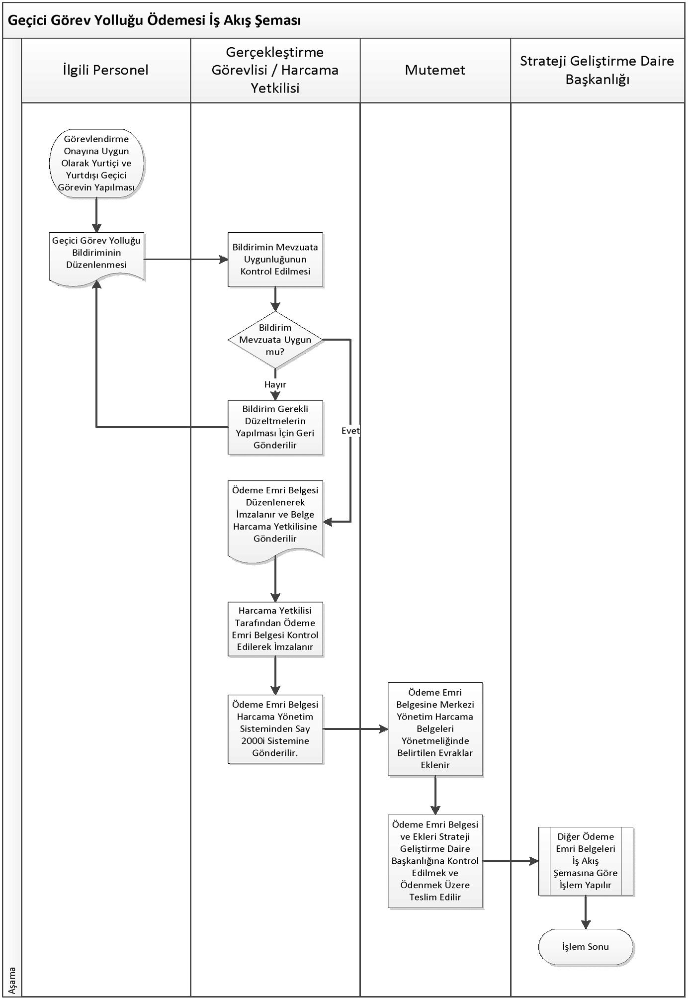 Geçici Görev Yolluğu Ödemesi İş Akış Şeması
İlgili Personel
Gerçekleştirme
Görevlisi / Harcama
Yetkilisi
Mutemet
Strateji Geliştirme Daire
Başkanlığı
Görevlendirme
Onayına Uygun
Olarak Yurtiçi ve
Yurtdışı Geçici
Görevin Yapılması
Geçici Görev Yolluğu
Bildiriminin
Düzenlenmesi
Bildirimin Mevzuata
Uygunluğunun
Kontrol Edilmesi
Bildirim
Mevzuata Uygun
mu?
Hayır
Bildirim Gerekli
Düzeltmelerin
Yapılması İçin Geri
Gönderilir
Evet
Ödeme Emri Belgesi
Düzenlenerek
İmzalanır ve Belge
Harcama Yetkilisine
Gönderilir
Harcama Yetkilisi
Tarafından Ödeme
Emri Belgesi Kontrol
Edilerek İmzalanır
Ödeme Emri Belgesi
Harcama Yönetim
Sisteminden Say
2000i Sistemine
Gönderilir.
Ödeme Emri
Belgesine Merkezi
Yönetim Harcama
Belgeleri
Yönetmeliğinde
Belirtilen Evraklar
Eklenir
Ödeme Emri Belgesi
ve Ekleri Strateji
Geliştirme Daire
Başkanlığına Kontrol
Edilmek ve
Ödenmek Üzere
Teslim Edilir
Diğer Ödeme
Emri Belgeleri
İş Akış
Şemasına Göre
İşlem Yapılır
İşlem Sonu
Aşama